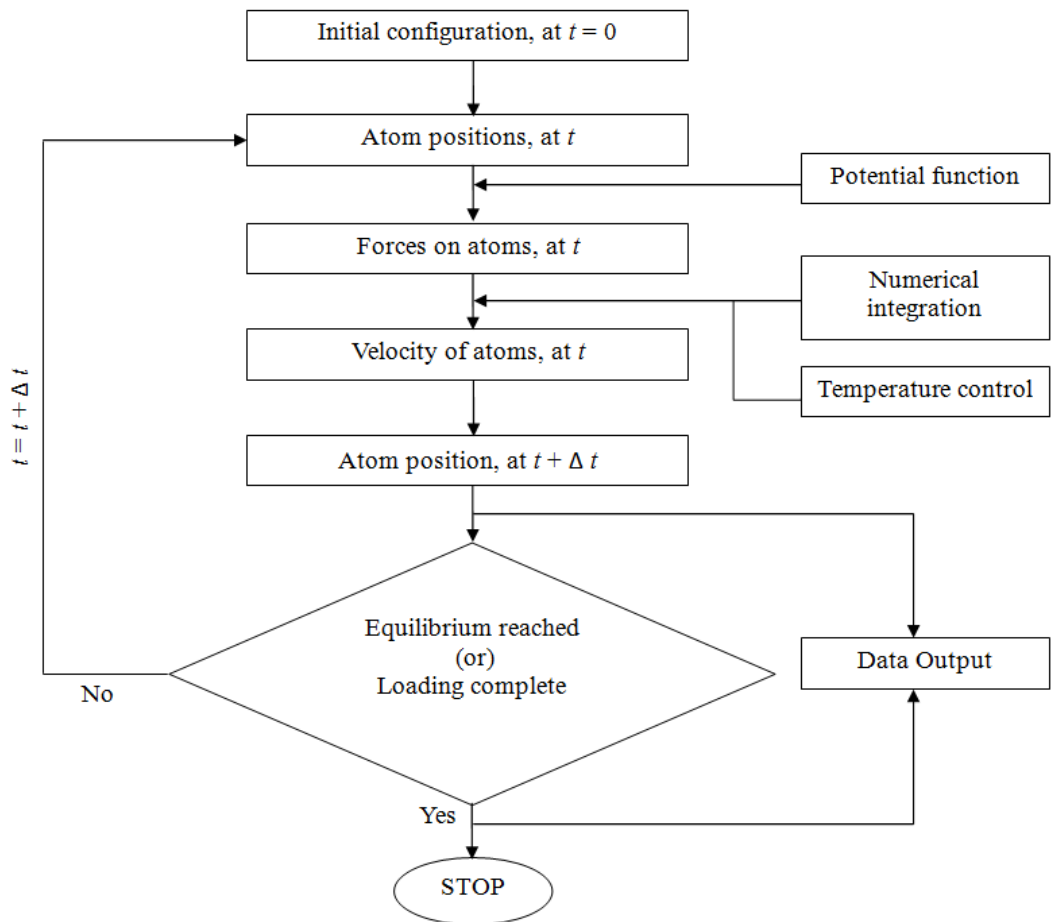 Initial configuration, at t = 0
Atom positions, at t
Potential function
Forces on atoms, at t
Numerical
integration
Velocity of atoms, at t
Temperature control
t = t + Δ t
Atom position, at t + Δ t
Equilibrium reached
(or)
Loading complete
Data Output
No
Yes
STOP